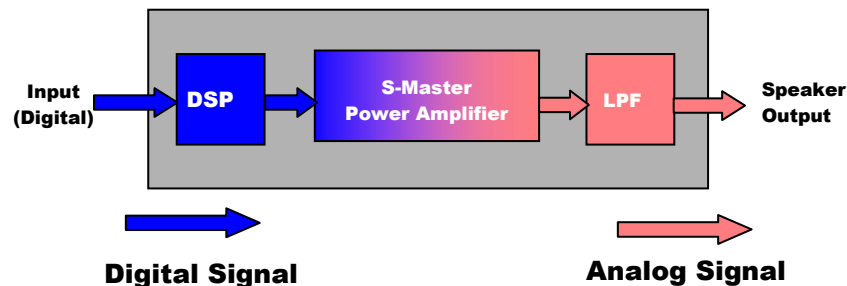 Input
(Digital)
DSP
S-Master
Power Amplifier
LPF
Speaker
Output
Digital Signal
Analog Signal